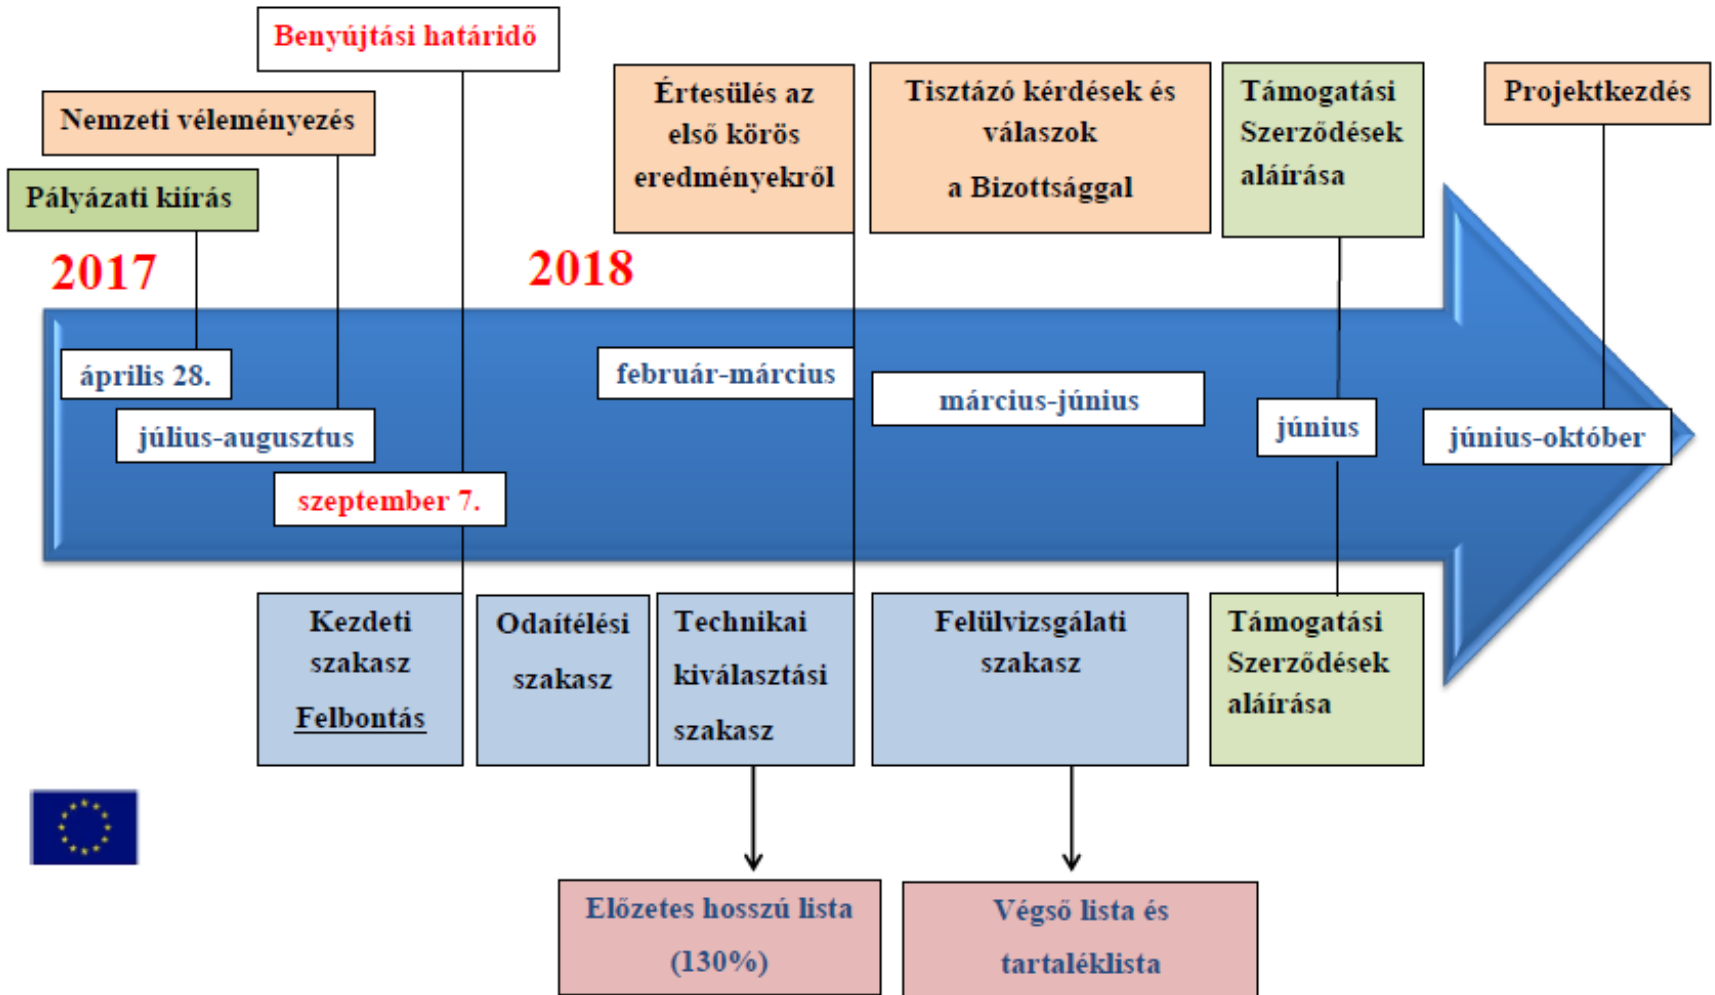 Benyújtási határidő
Nemzeti véleményezés
Pályázati kiírás
Értesülés az
első körös
eredményekről
Tisztázó kérdések és
válaszok
a Bizottsággal
Támogatási
Szerződések
aláírása
Projektkezdés
2017
2018
április 28.
július-augusztus
szeptember 7.
február-március
március-június
június
június-október
Kezdeti
szakasz
Felbontás
Odaítélési
szakasz
Technikai
kiválasztási
szakasz
Felülvizsgálati
szakasz
Támogatási
Szerződések
aláírása
Előzetes hosszú lista
(130%)
Végső lista és
tartaléklista